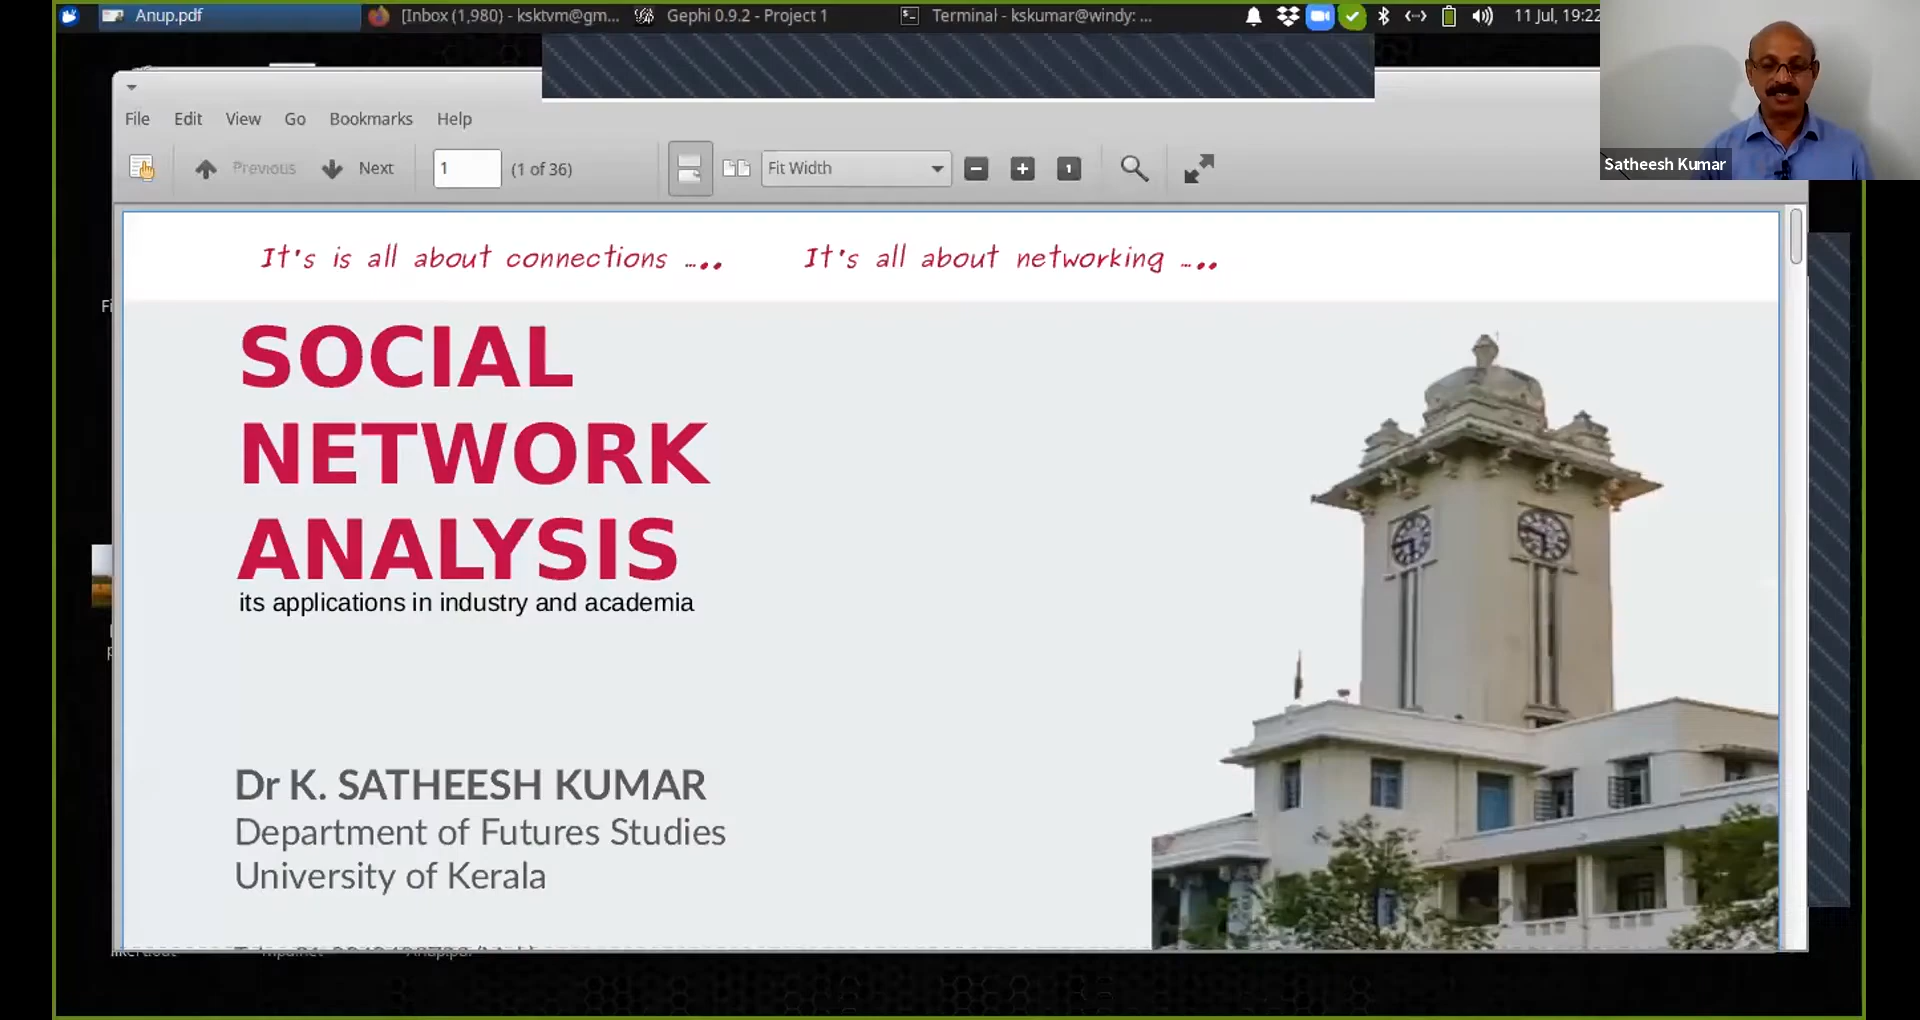 Anup.pdf [Inbox (1,980) - ksktvm@gm... Gephi 0.9.2 - Project 1 Terminal - kskumar@windy: ... 11 Jul, 19:22
File Edit View Go Bookmarks Help
Previous Next 1 (1 of 36) Fit Width 1
Satheesh Kumar
It's is all about connections ..... It's all about networking .....
SOCIAL
NETWORK
ANALYSIS
its applications in industry and academia
Dr K. SATHEESH KUMAR
Department of Futures Studies
University of Kerala
Anup.pdf